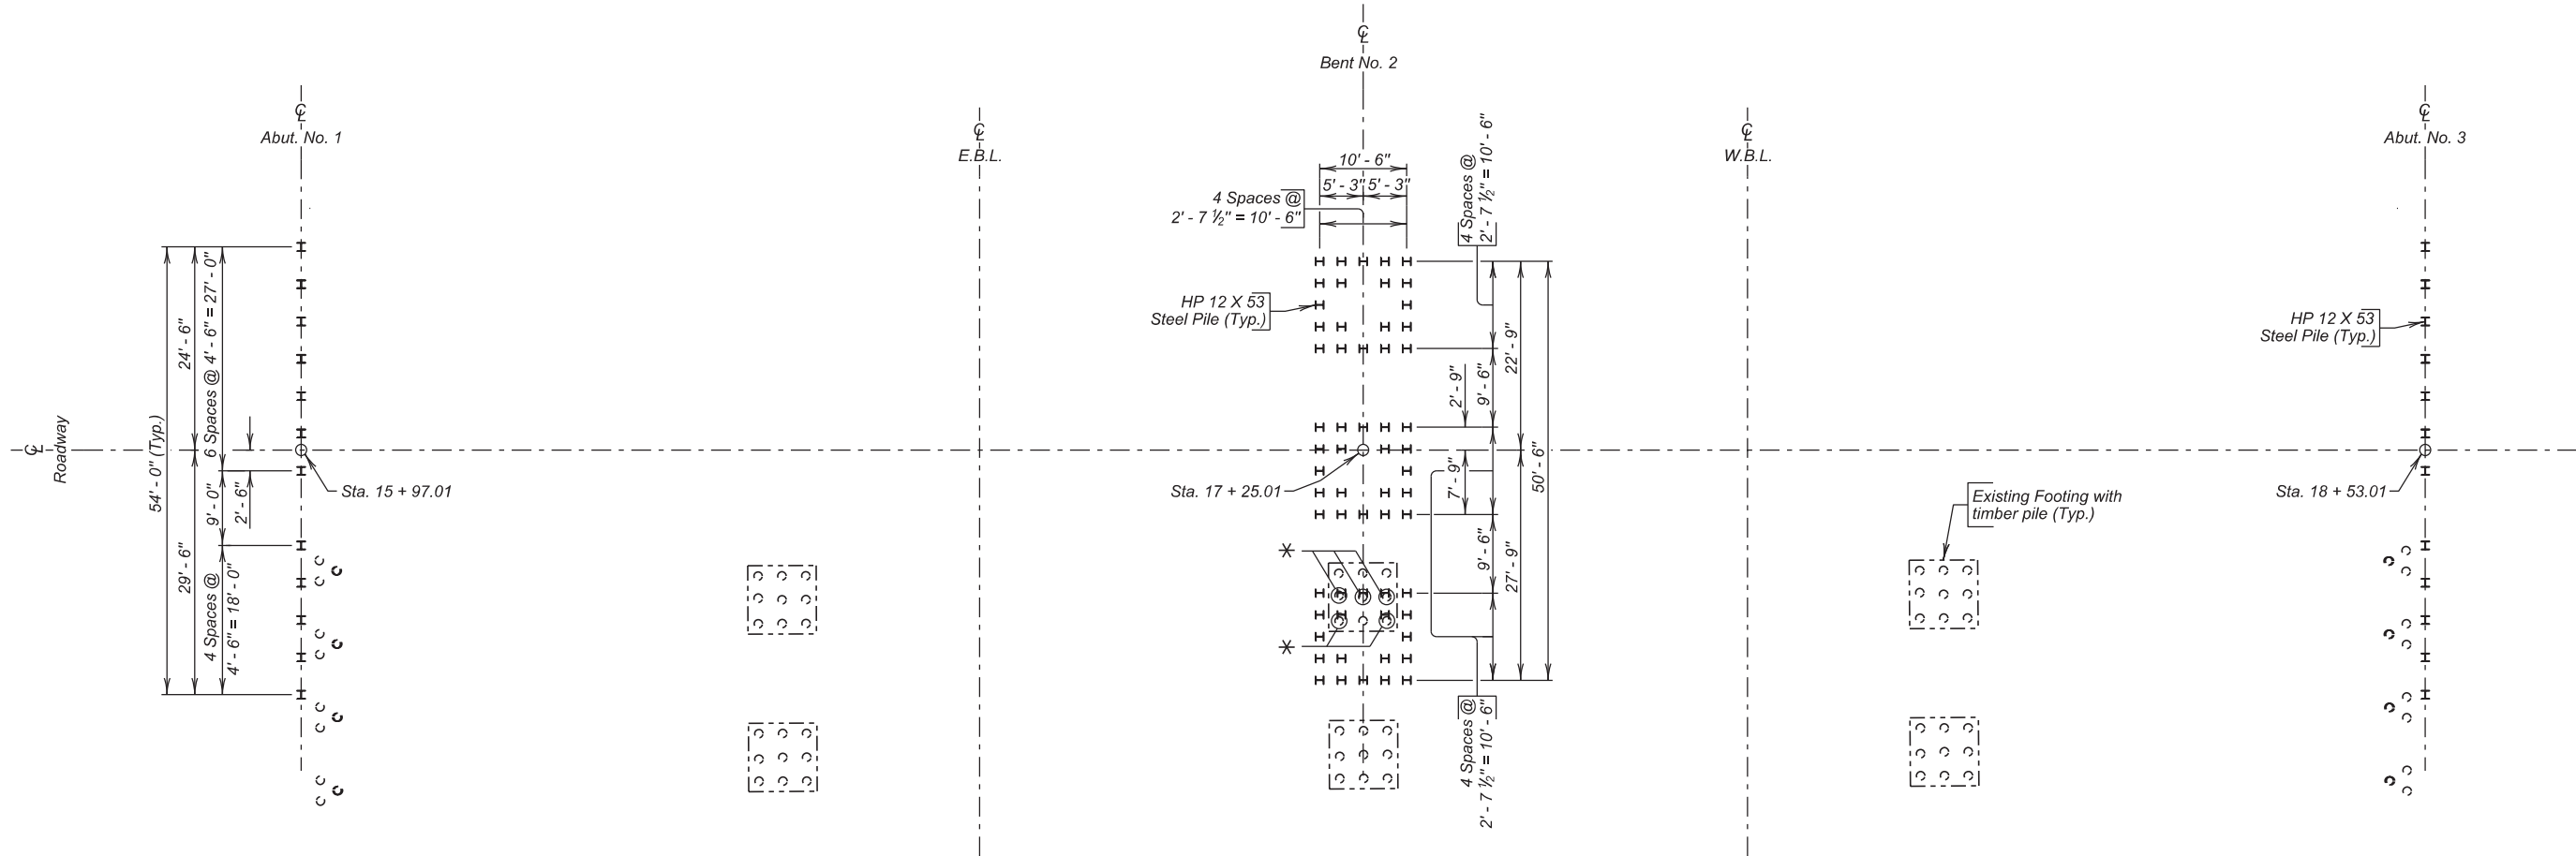 ℄
Bent No. 2
℄
Abut. No. 1
℄
E.B.L.
℄
W.B.L.
℄
Abut. No. 3
10' - 6"
5' - 3" 5' - 3"
4 Spaces @
2' - 7 ½" = 10' - 6"
4 Spaces @
2' - 7 ½" = 10' - 6"
HP 12 X 53
Steel Pile (Typ.)
HP 12 X 53
Steel Pile (Typ.)
54' - 0" (Typ.)
24' - 6"
29' - 6"
6 Spaces @ 4' - 6" = 27' - 0"
9' - 0"
2' - 6"
4 Spaces @
4' - 6" = 18' - 0"
℄
Roadway
Sta. 15 + 97.01
Sta. 17 + 25.01
Sta. 18 + 53.01
2' - 9"
9' - 6"
22' - 9"
7' - 9"
50' - 6"
9' - 6"
27' - 9"
4 Spaces @
2' - 7 ½" = 10' - 6"
Existing Footing with
timber pile (Typ.)